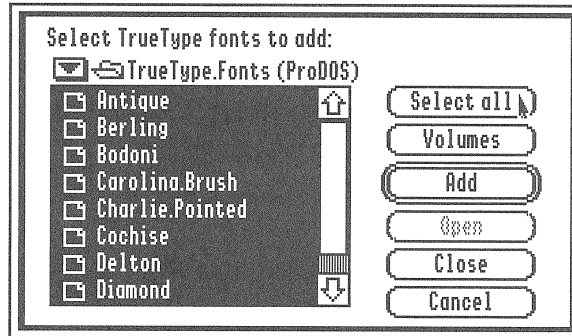 Select TrueType fonts to add:
TrueType.Fonts (ProDOS)
Antique
Berling
Bodoni
Carolina.Brush
Charlie.Pointed
Cochise
Delton
Diamond
Select all
Volumes
Add
Open
Close
Cancel